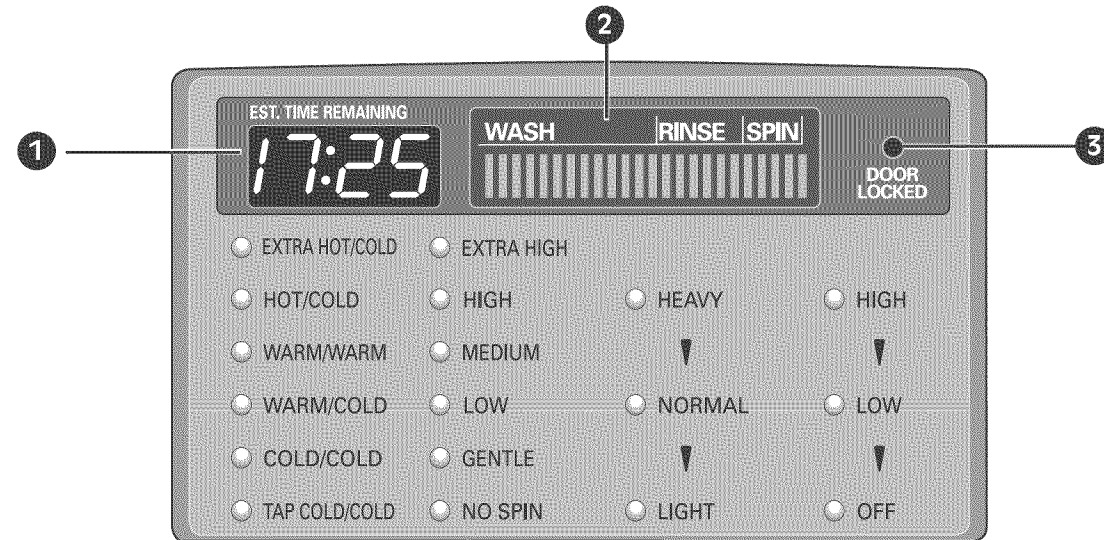 2
EST. TIME REMAINING
1
17:25
WASH RINSE SPIN
3
DOOR
LOCKED
EXTRA HOT/COLD EXTRA HIGH
HOT/COLD HIGH HEAVY HIGH
WARM/WARM MEDIUM
WARM/COLD LOW NORMAL LOW
COLD/COLD GENTLE
TAP COLD/COLD NO SPIN LIGHT OFF